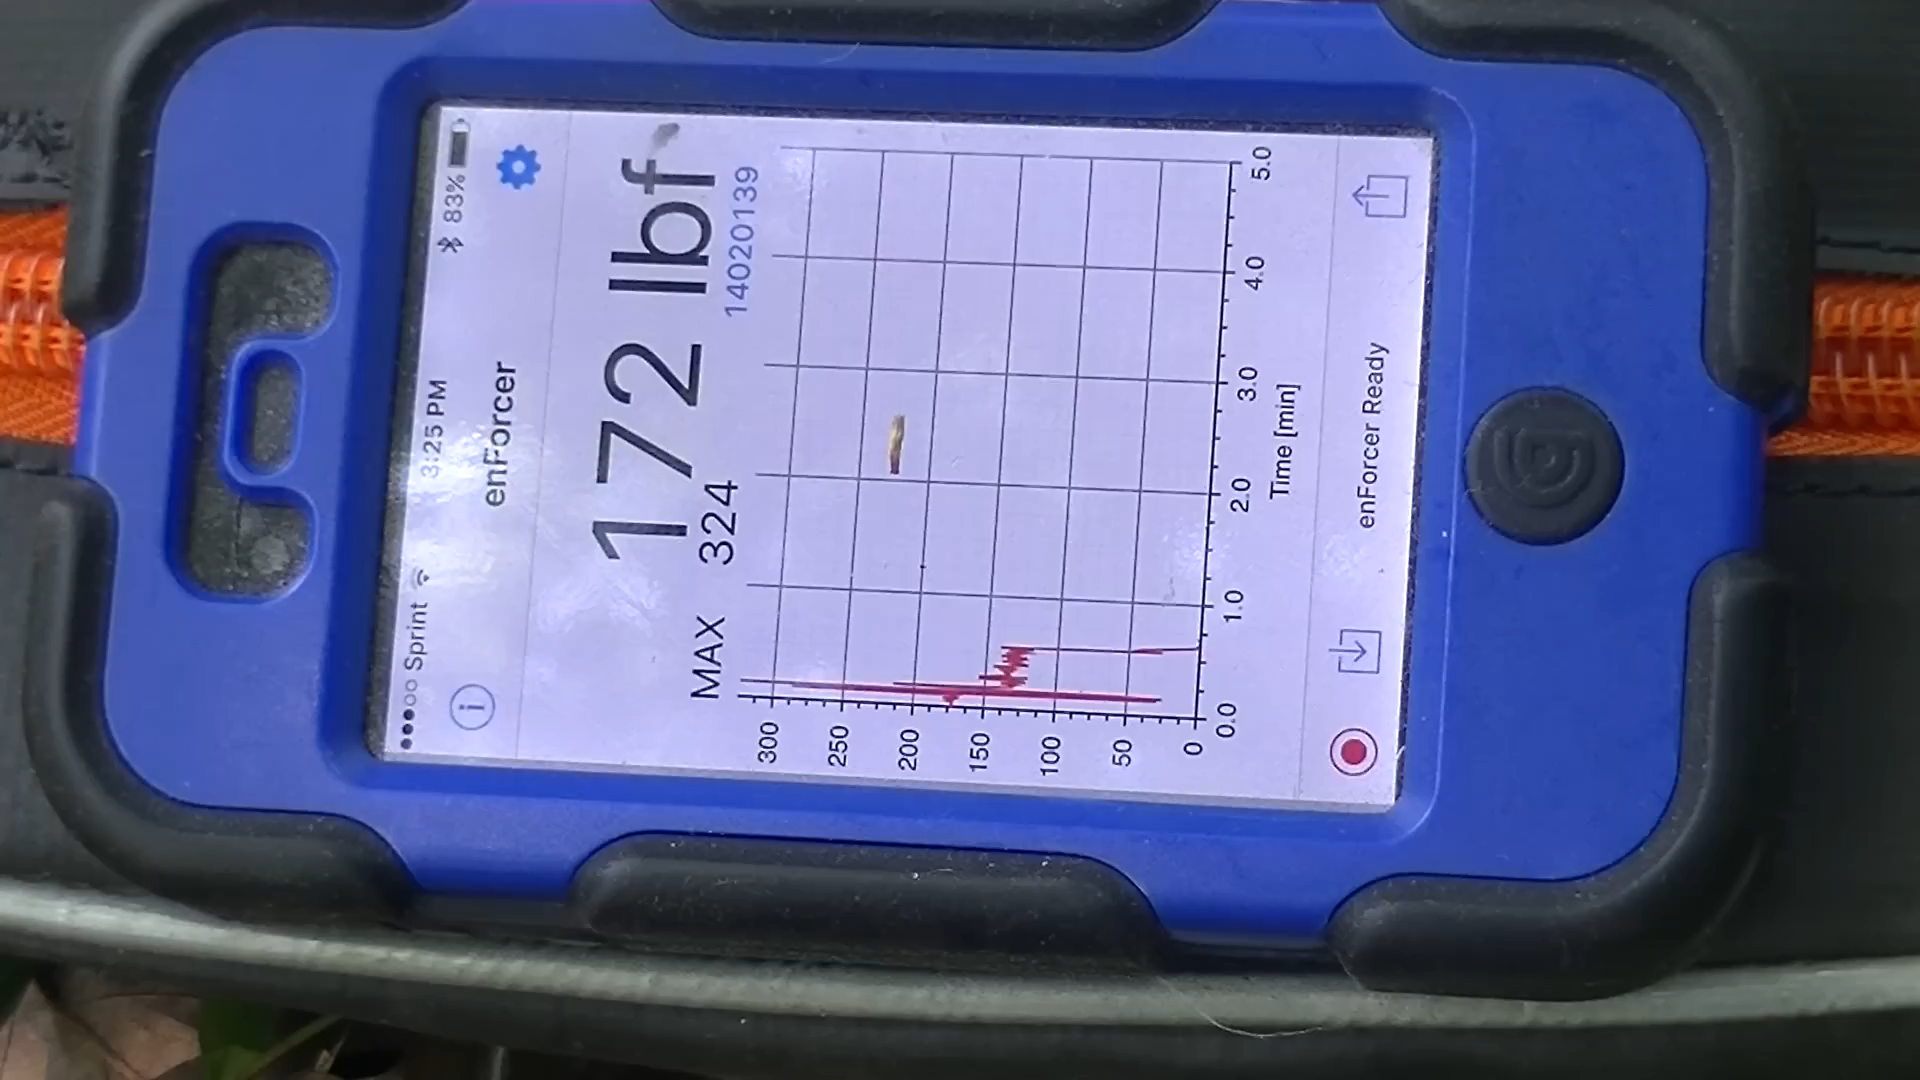 ●●●○○ Sprint 3:25 PM 83%
enForcer
172 lbf
MAX 324 14020139
300
250
200
150
100
50
0
0.0 1.0 2.0 3.0 4.0 5.0
Time [min]
enForcer Ready